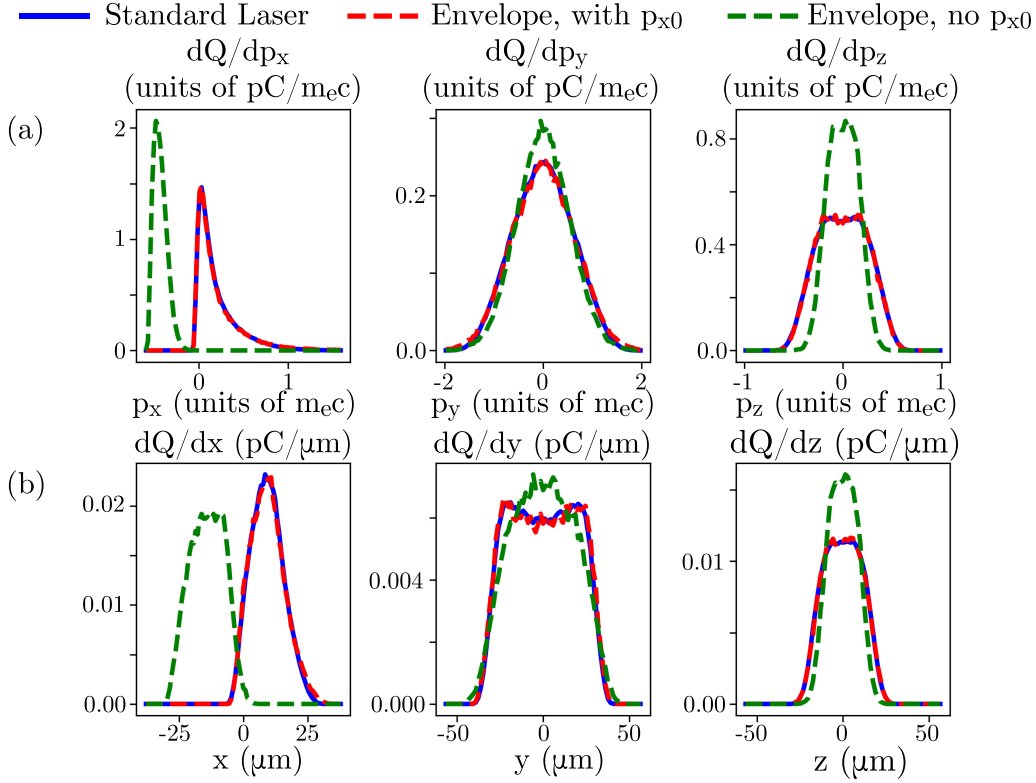 Standard Laser Envelope, with px0 Envelope, no px0
dQ/dpx dQ/dpy dQ/dpz
(units of pC/mec) (units of pC/mec) (units of pC/mec)
(a)
2 0.2 0.8
1 0.4
0 0.0 0.0
0 1 -2 0 2 -1 0 1
px (units of mec) py (units of mec) pz (units of mec)
dQ/dx (pC/μm) dQ/dy (pC/μm) dQ/dz (pC/μm)
(b)
0.02 0.004 0.01
0.01
0.00 0.000 0.00
-25 0 25 -50 0 50 -50 0 50
x (μm) y (μm) z (μm)